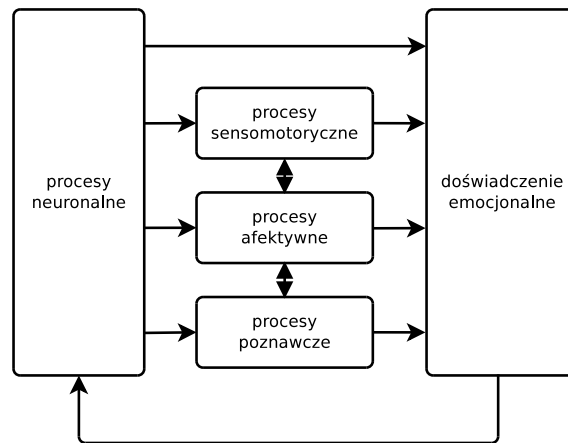 procesy
neuronalne
procesy
sensomotoryczne
procesy
afektywne
procesy
poznawcze
doświadczenie
emocjonalne